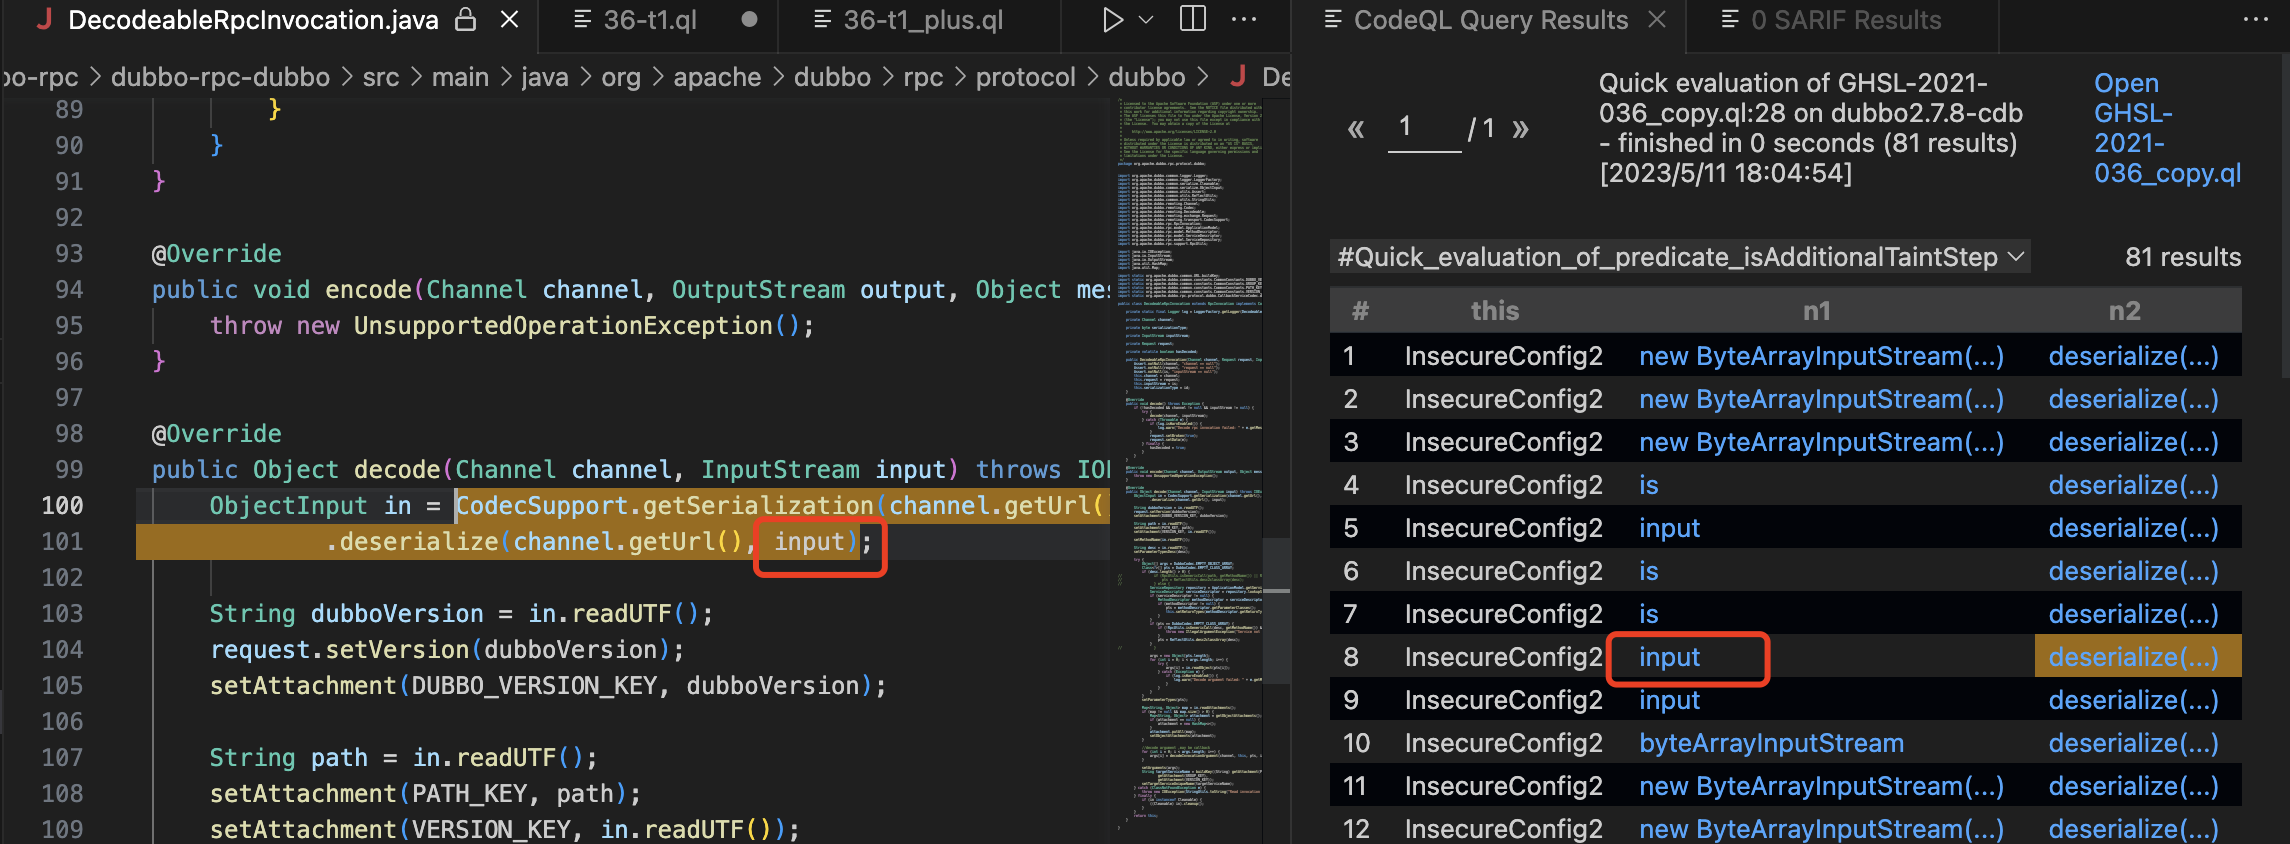 DecodeableRpcInvocation.java
36-t1.ql
36-t1_plus.ql
bo-rpc > dubbo-rpc-dubbo > src > main > java > org > apache > dubbo > rpc > protocol > dubbo > J De
89 }
90 }
91 }
92
93 @Override
94 public void encode(Channel channel, OutputStream output, Object mes
95 throw new UnsupportedOperationException();
96 }
97
98 @Override
99 public Object decode(Channel channel, InputStream input) throws IOE
100 ObjectInput in = CodecSupport.getSerialization(channel.getUrl()
101 .deserialize(channel.getUrl(), input);
102
103 String dubboVersion = in.readUTF();
104 request.setVersion(dubboVersion);
105 setAttachment(DUBBO_VERSION_KEY, dubboVersion);
106
107 String path = in.readUTF();
108 setAttachment(PATH_KEY, path);
109 setAttachment(VERSION_KEY, in.readUTF());
CodeQL Query Results
0 SARIF Results
« 1 / 1 »
Quick evaluation of GHSL-2021-
036_copy.ql:28 on dubbo2.7.8-cdb
- finished in 0 seconds (81 results)
[2023/5/11 18:04:54]
Open
GHSL-
2021-
036_copy.ql
#Quick_evaluation_of_predicate_isAdditionalTaintStep 81 results
# this n1 n2
1 InsecureConfig2 new ByteArrayInputStream(...) deserialize(...)
2 InsecureConfig2 new ByteArrayInputStream(...) deserialize(...)
3 InsecureConfig2 new ByteArrayInputStream(...) deserialize(...)
4 InsecureConfig2 is deserialize(...)
5 InsecureConfig2 input deserialize(...)
6 InsecureConfig2 is deserialize(...)
7 InsecureConfig2 is deserialize(...)
8 InsecureConfig2 input deserialize(...)
9 InsecureConfig2 input deserialize(...)
10 InsecureConfig2 byteArrayInputStream deserialize(...)
11 InsecureConfig2 new ByteArrayInputStream(...) deserialize(...)
12 InsecureConfig2 new ByteArrayInputStream(...) deserialize(...)